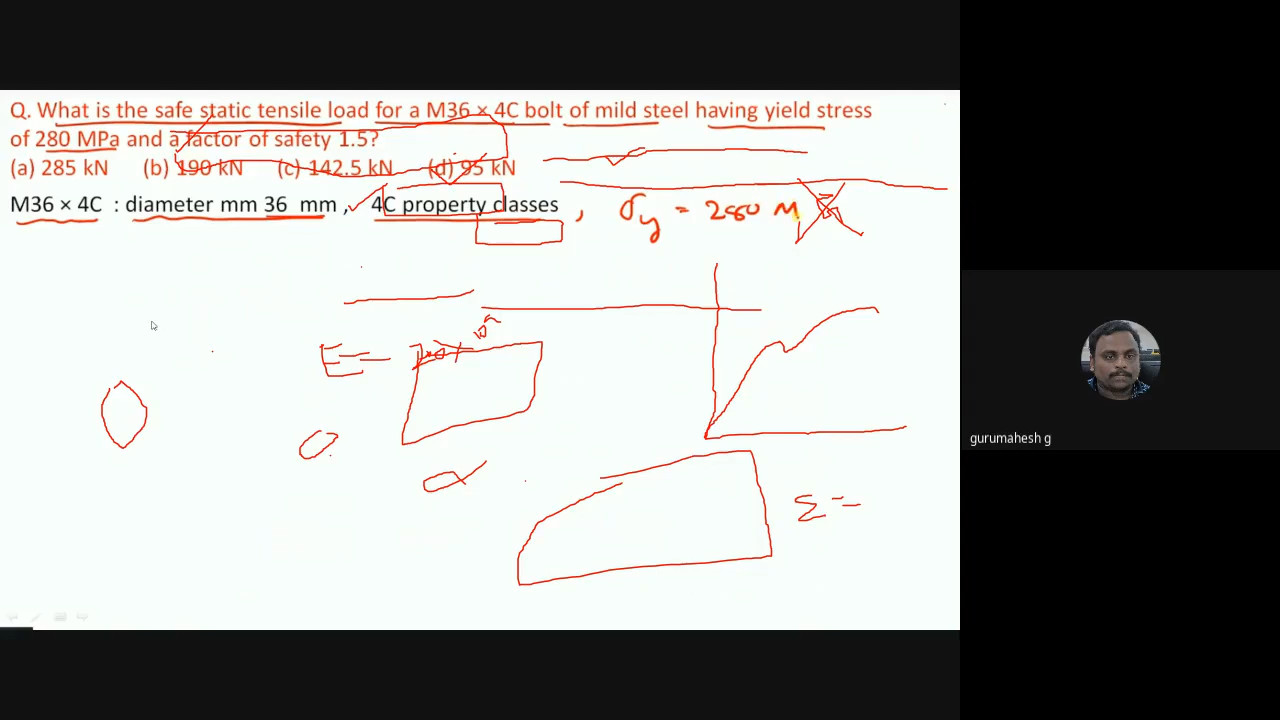 Q. What is the safe static tensile load for a M36 × 4C bolt of mild steel having yield stress
of 280 MPa and a factor of safety 1.5?
(a) 285 kN (b) 190 kN (c) 142.5 kN (d) 95 kN
M36 × 4C : diameter mm 36 mm , 4C property classes , σy = 280 M
E =
α
Σ =
gurumahesh g